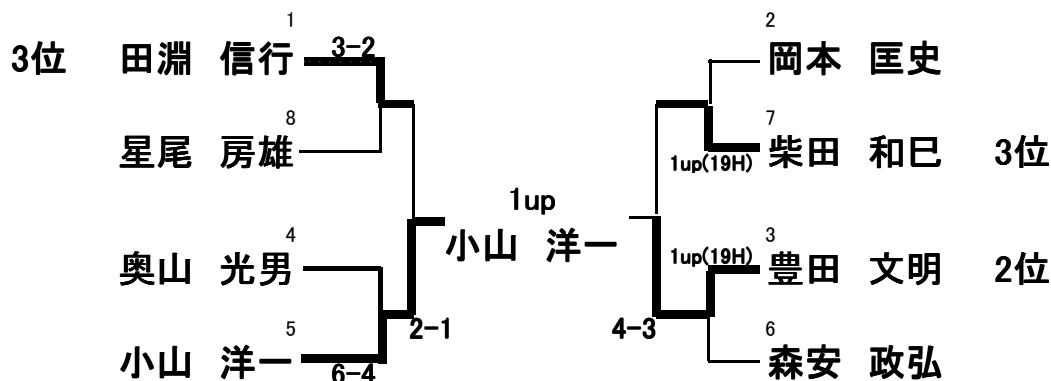 1
3位 田淵 信行 3-2
8
星尾 房雄
4
奥山 光男
5
小山 洋一 6-4
2-1
1up
小山 洋一
4-3
2
岡本 匡史
7
1up(19H) 柴田 和巳 3位
3
1up(19H) 豊田 文明 2位
6
森安 政弘